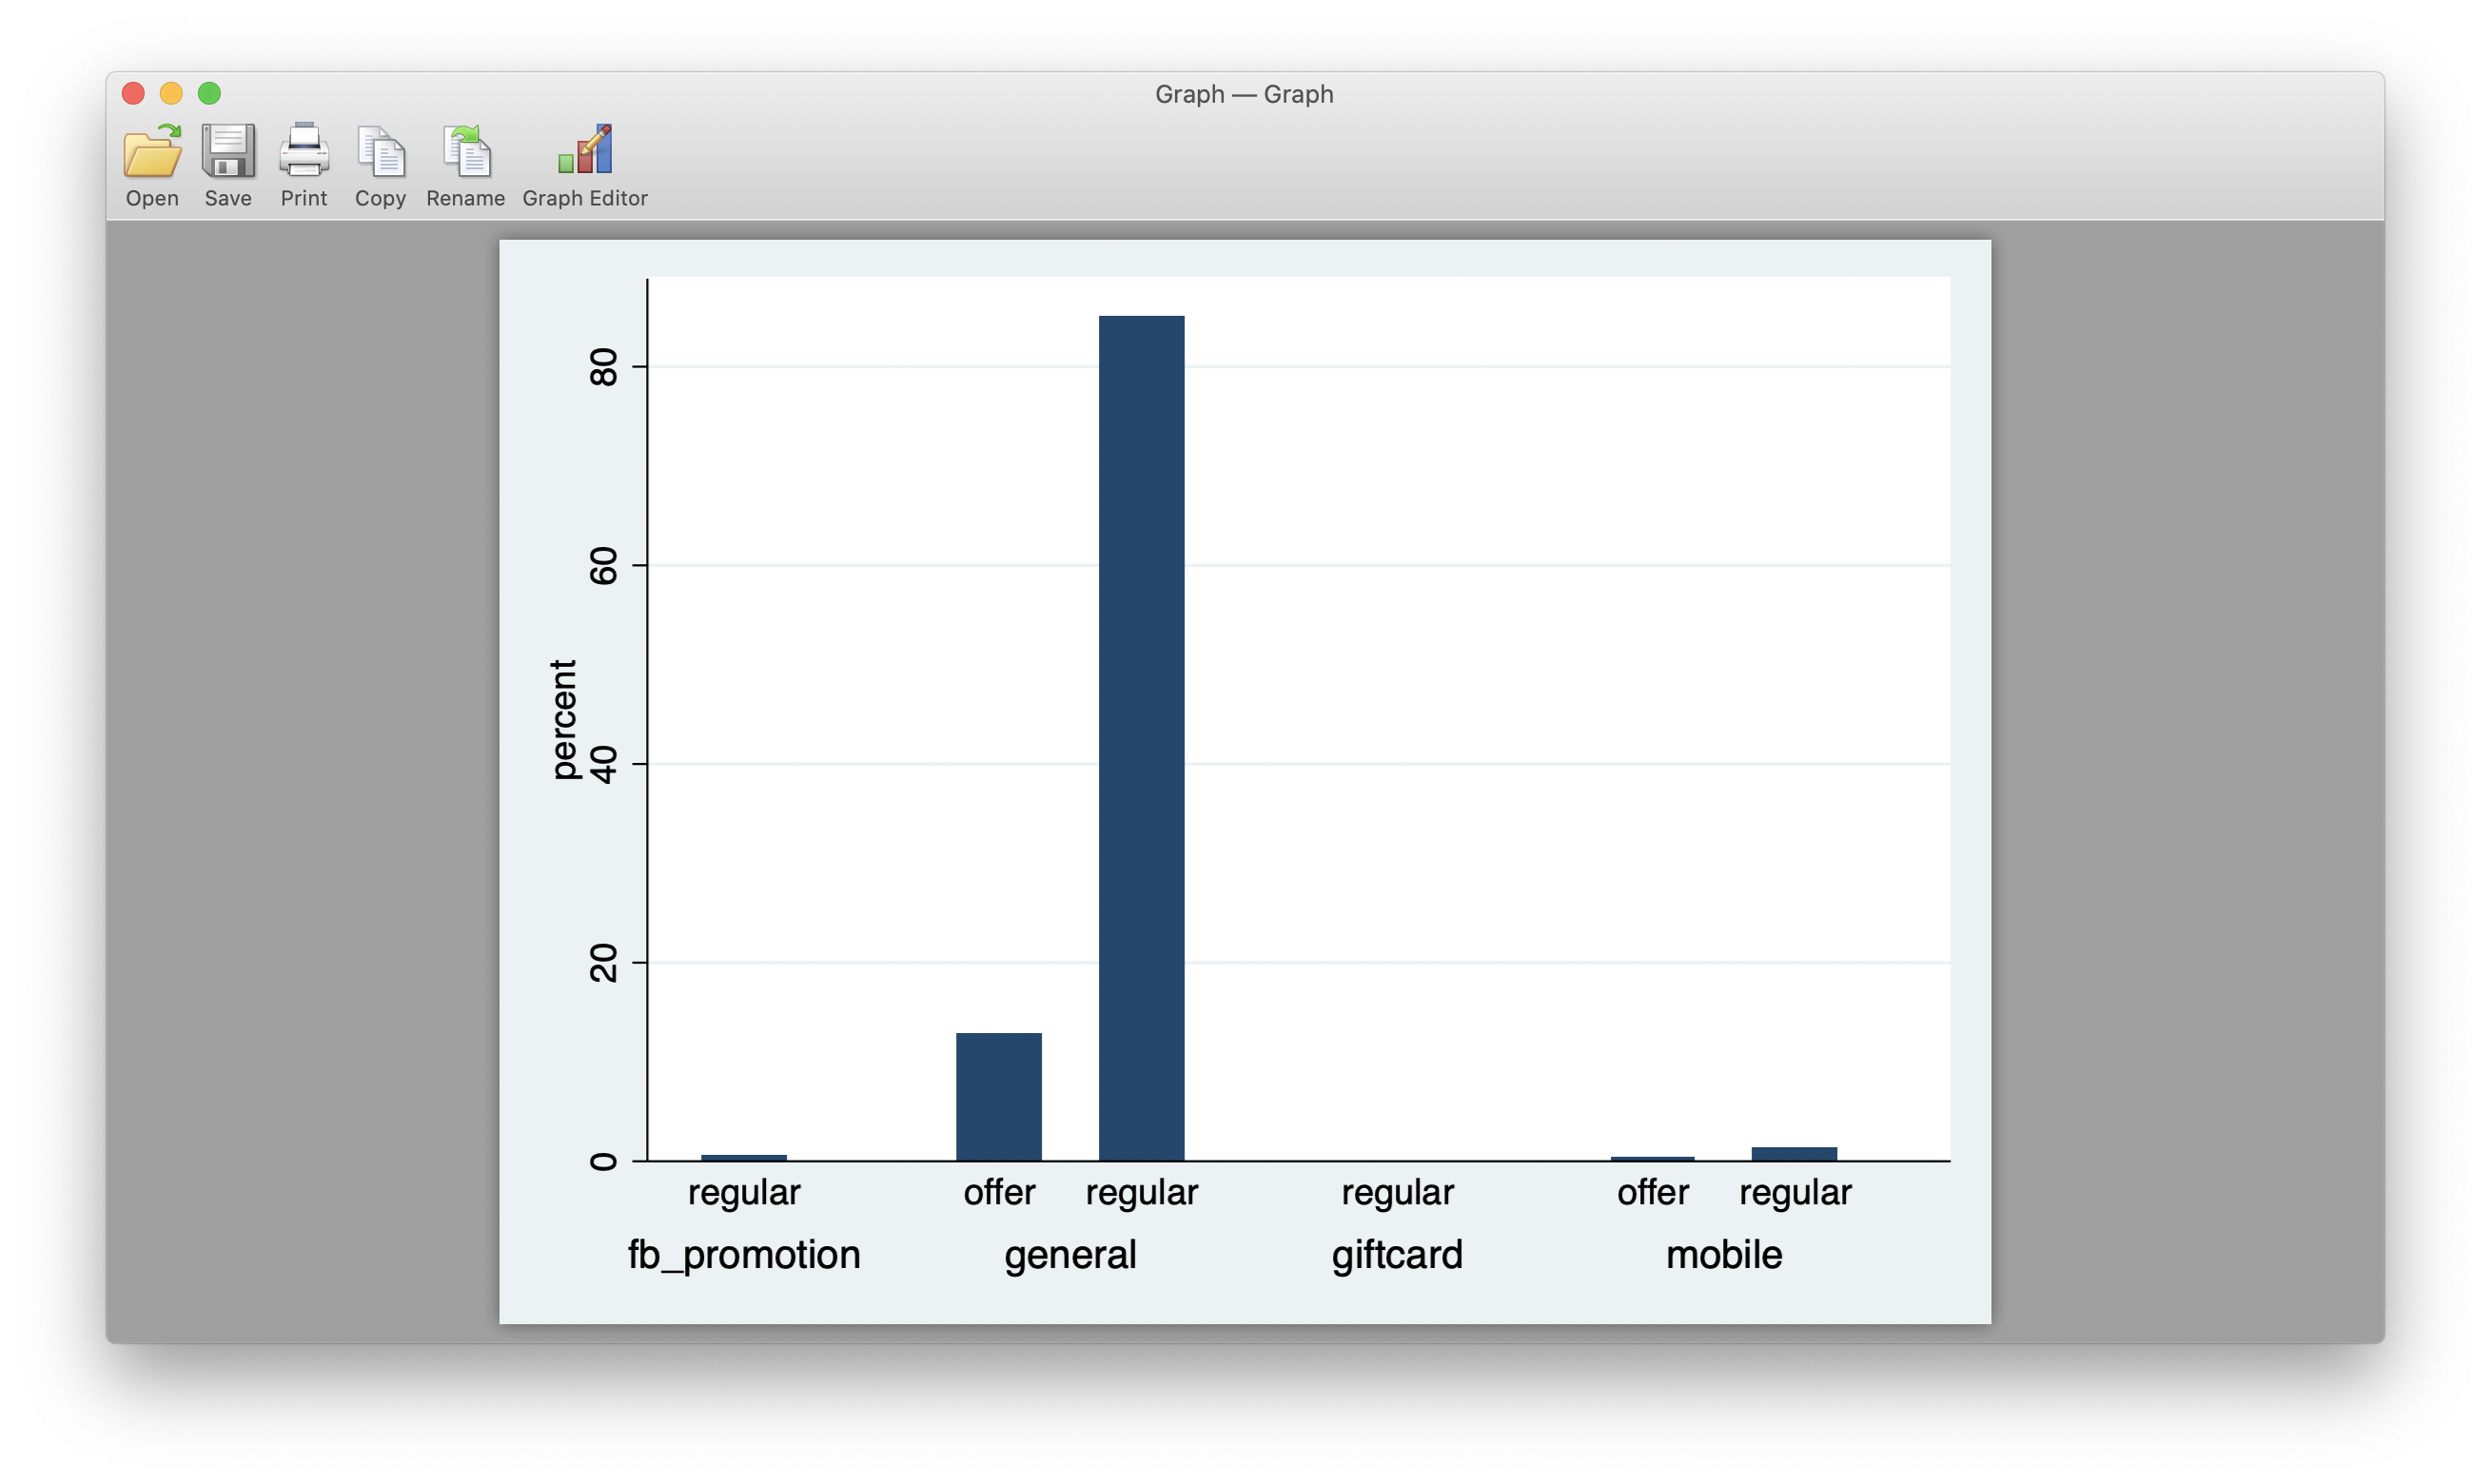 Graph — Graph
Open Save Print Copy Rename Graph Editor
percent
80
60
40
20
0
regular offer regular regular offer regular
fb_promotion general giftcard mobile